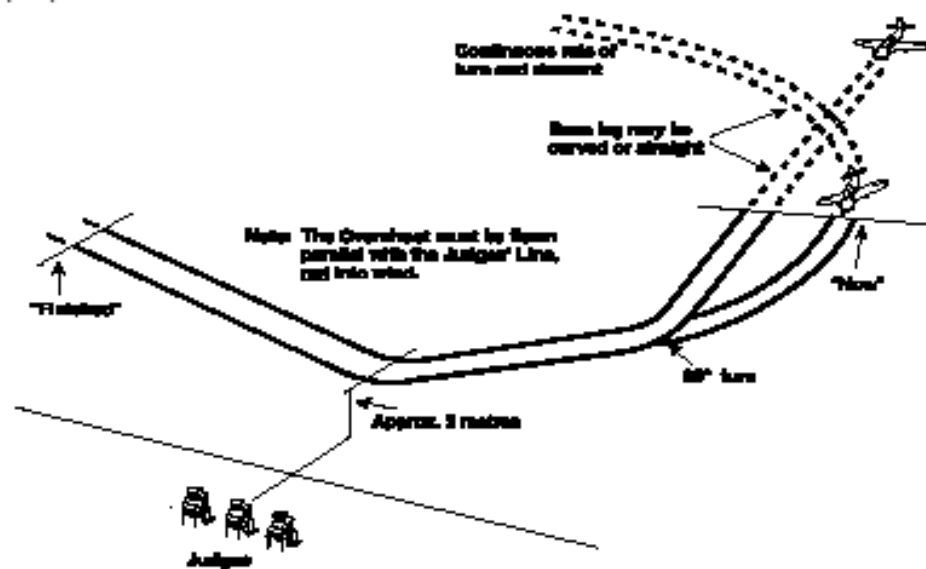 Continuous rate of
turn and descent
Base leg may be
curved or straight
Note: The Overshoot must be flown
parallel with the Judges' Line,
not into wind.
"Now"
"Finished"
90° turn
Approx. 3 metres
Judges